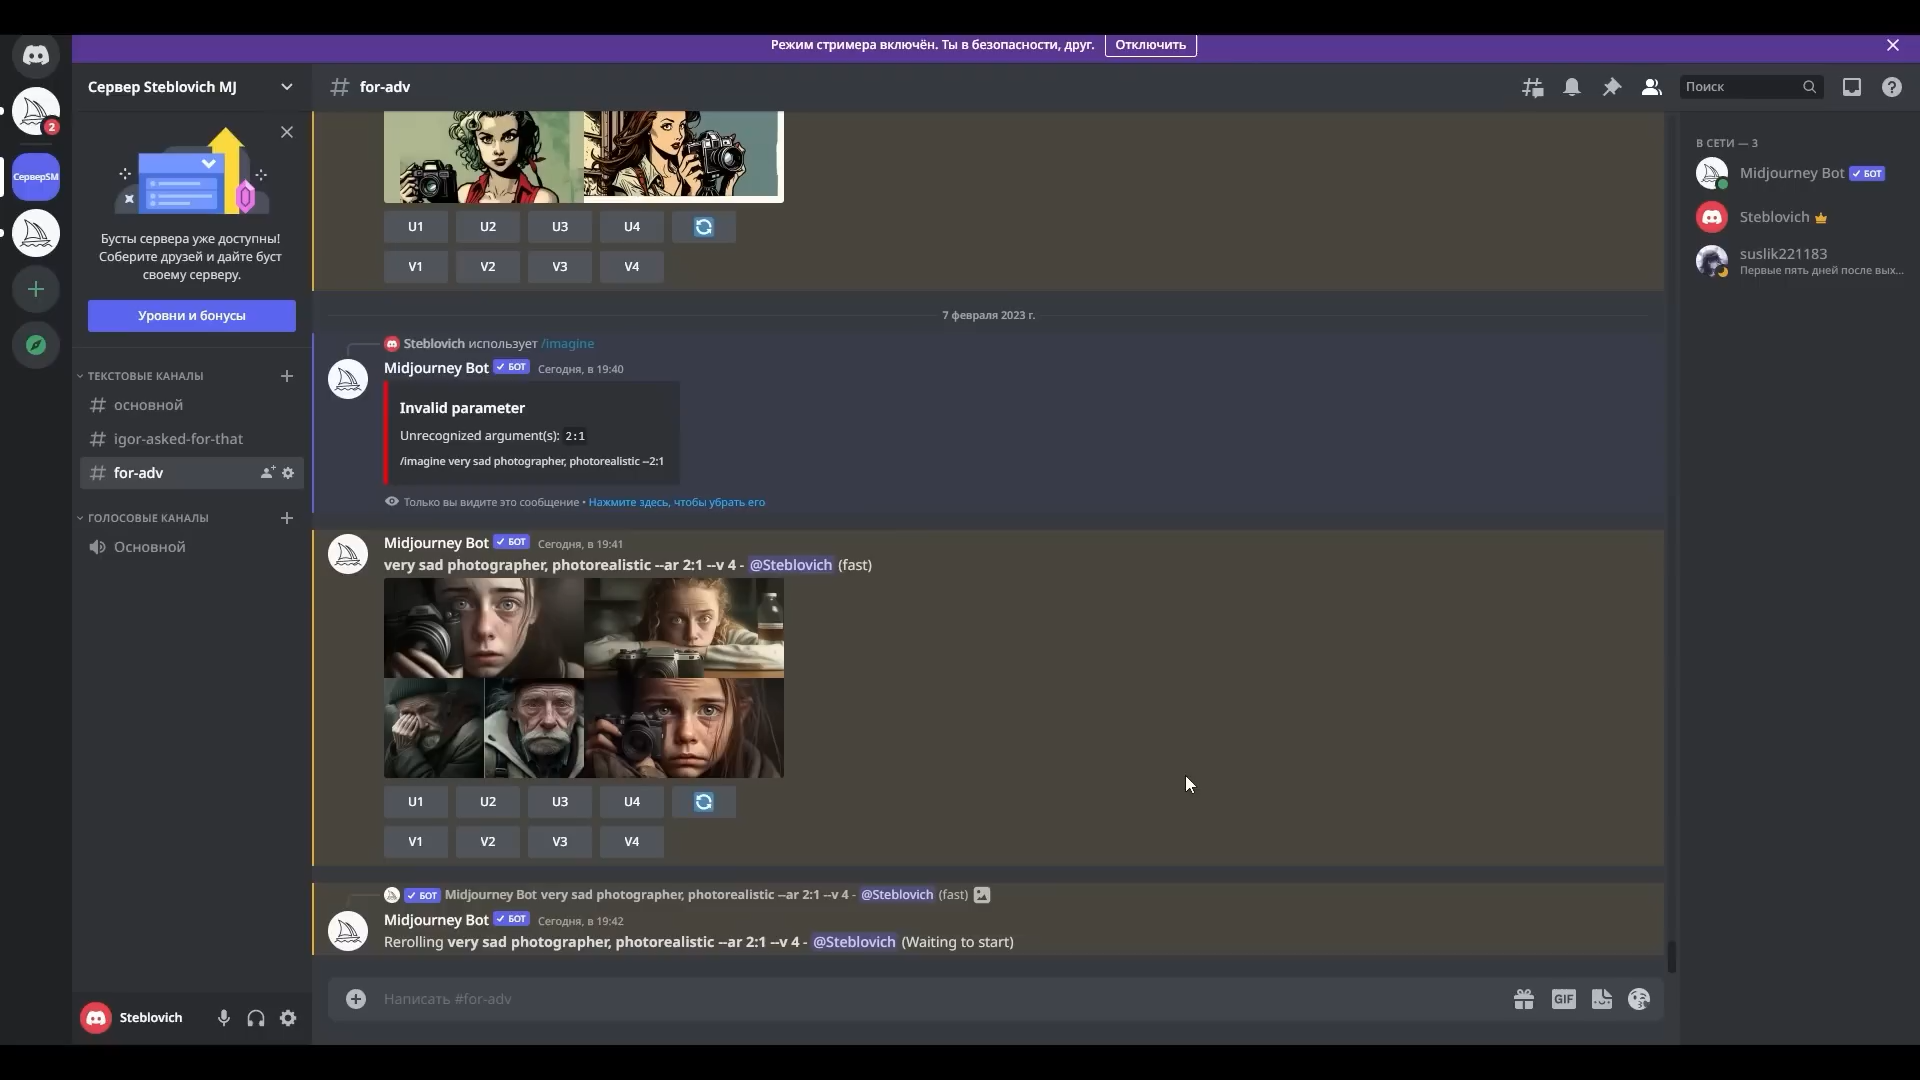 Режим стримера включён. Ты в безопасности, друг.
Отключить
Сервер Steblovich MJ
for-adv
Поиск
2
СерверSM
Бусты сервера уже доступны!
Соберите друзей и дайте буст
своему серверу.
Уровни и бонусы
ТЕКСТОВЫЕ КАНАЛЫ
основной
igor-asked-for-that
for-adv
ГОЛОСОВЫЕ КАНАЛЫ
Основной
Steblovich
U1 U2 U3 U4
V1 V2 V3 V4
7 февраля 2023 г.
Steblovich использует /imagine
Midjourney Bot ✓ БОТ Сегодня, в 19:40
Invalid parameter
Unrecognized argument(s): 2:1
/imagine very sad photographer, photorealistic --2:1
Только вы видите это сообщение • Нажмите здесь, чтобы убрать его
Midjourney Bot ✓ БОТ Сегодня, в 19:41
very sad photographer, photorealistic --ar 2:1 --v 4 - @Steblovich (fast)
U1 U2 U3 U4
V1 V2 V3 V4
✓ БОТ Midjourney Bot very sad photographer, photorealistic --ar 2:1 --v 4 - @Steblovich (fast)
Midjourney Bot ✓ БОТ Сегодня, в 19:42
Rerolling very sad photographer, photorealistic --ar 2:1 --v 4 - @Steblovich (Waiting to start)
Написать #for-adv
GIF
В СЕТИ — 3
Midjourney Bot ✓ БОТ
Steblovich
suslik221183
Первые пять дней после вых...